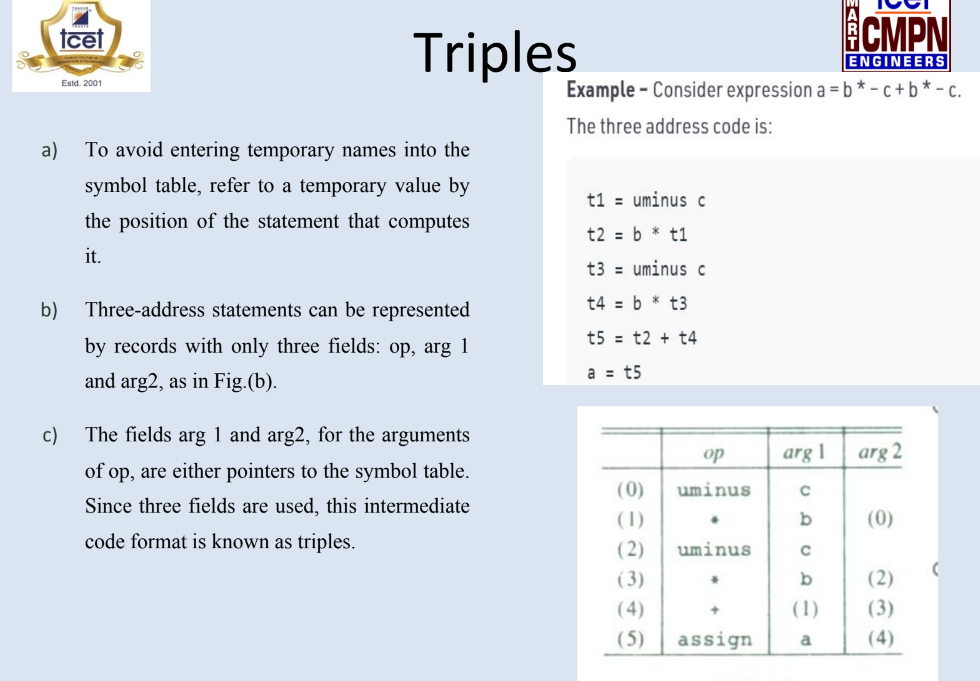 tcet
Estd. 2001
Triples
CMPN
ENGINEERS
a) To avoid entering temporary names into the
symbol table, refer to a temporary value by
the position of the statement that computes
it.
b) Three-address statements can be represented
by records with only three fields: op, arg 1
and arg2, as in Fig.(b).
c) The fields arg 1 and arg2, for the arguments
of op, are either pointers to the symbol table.
Since three fields are used, this intermediate
code format is known as triples.
Example – Consider expression a = b * – c + b * – c.
The three address code is:
t1 = uminus c
t2 = b * t1
t3 = uminus c
t4 = b * t3
t5 = t2 + t4
a = t5
op arg 1 arg 2
(0) uminus c
(1) * b (0)
(2) uminus c
(3) * b (2)
(4) + (1) (3)
(5) assign a (4)